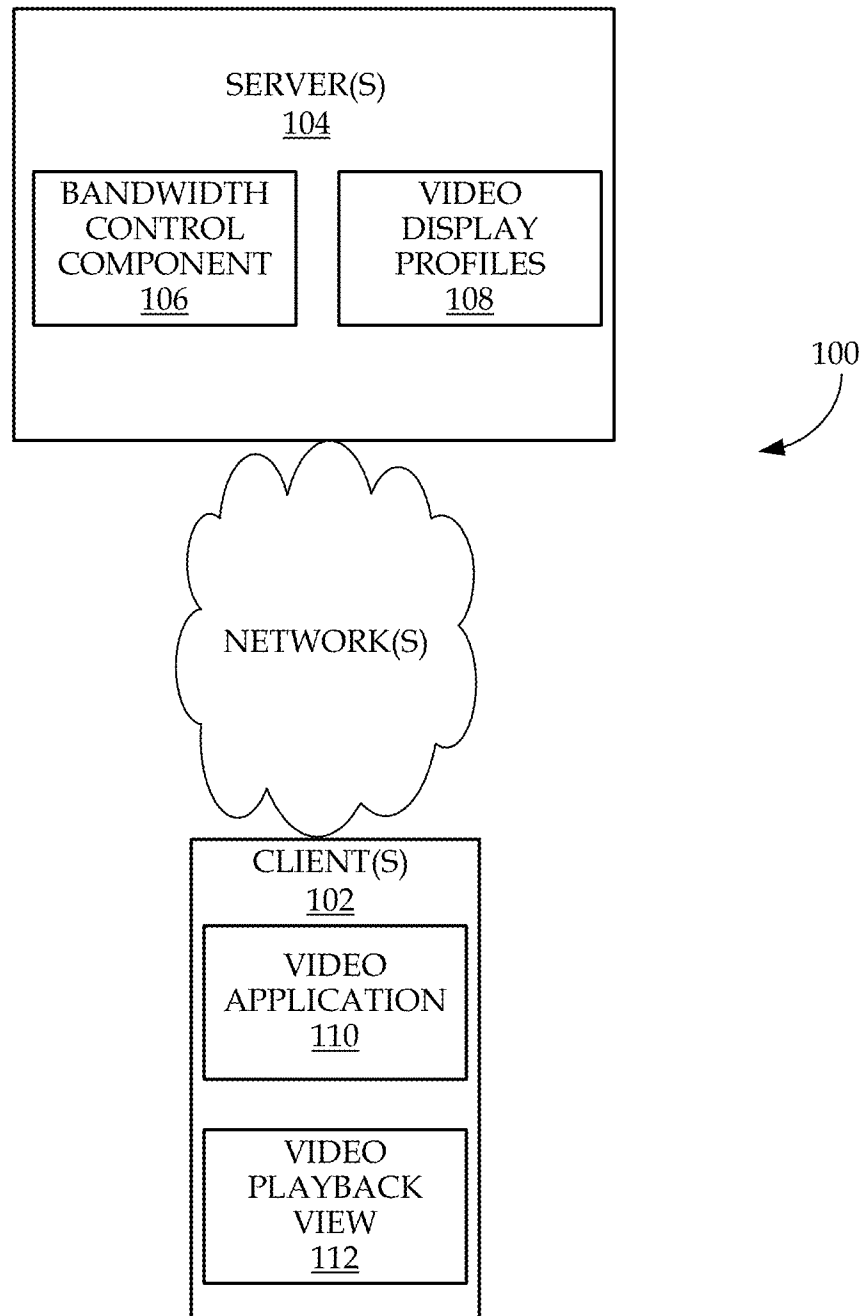 SERVER(S)
104
BANDWIDTH
CONTROL
COMPONENT
106
VIDEO
DISPLAY
PROFILES
108
100
NETWORK(S)
CLIENT(S)
102
VIDEO
APPLICATION
110
VIDEO
PLAYBACK
VIEW
112